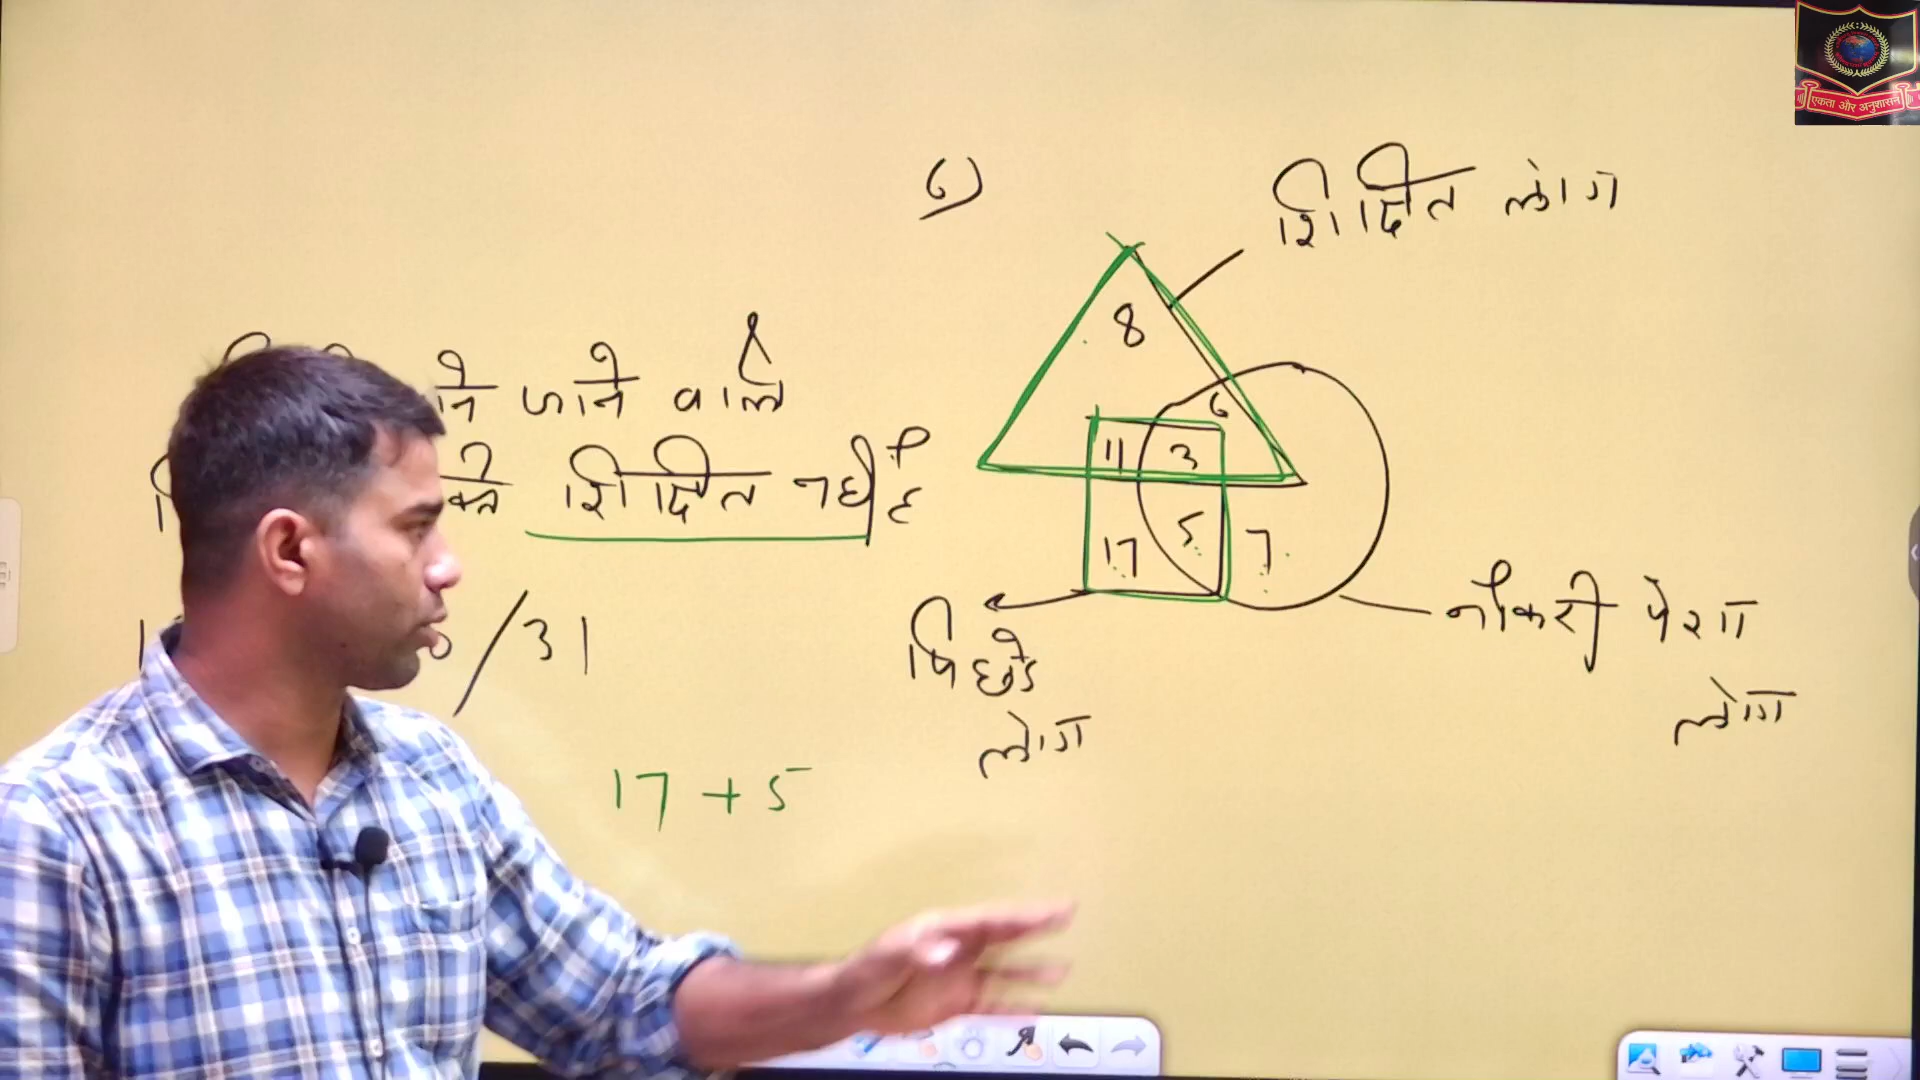 एकता और अनुशासन
6)
शिक्षित लोग
8
6
11 3
17 5 7
जाने वाले
शिक्षित नहीं है
/31
17 + 5
पिछड़े
लोग
नौकरी पेशा
लोग